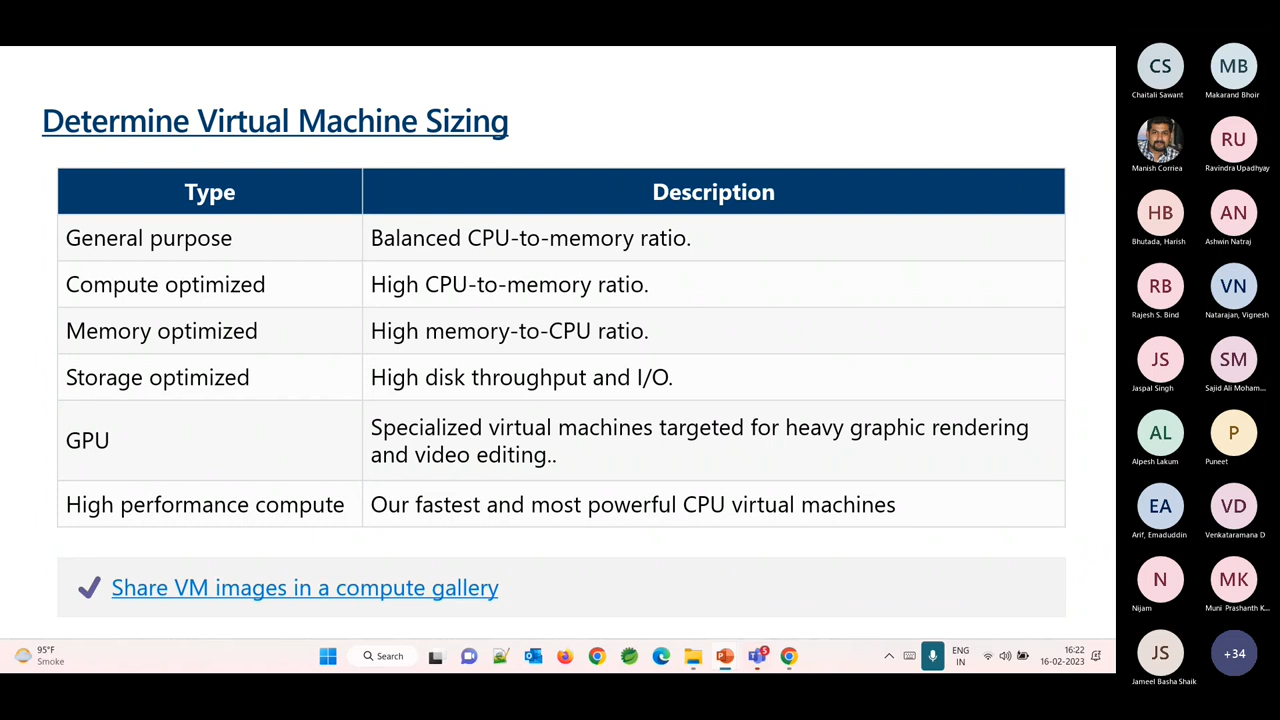 Determine Virtual Machine Sizing
Type Description
General purpose Balanced CPU-to-memory ratio.
Compute optimized High CPU-to-memory ratio.
Memory optimized High memory-to-CPU ratio.
Storage optimized High disk throughput and I/O.
GPU Specialized virtual machines targeted for heavy graphic rendering
and video editing..
High performance compute Our fastest and most powerful CPU virtual machines
Share VM images in a compute gallery
95°F
Smoke
Search
5
ENG
IN
16:22
16-02-2023
CS MB
Chaitali Sawant Makarand Bhoir
RU
Manish Corriea Ravindra Upadhyay
HB AN
Bhutada, Harish Ashwin Natraj
RB VN
Rajesh S. Bind Natarajan, Vignesh
JS SM
Jaspal Singh Sajid Ali Moham...
AL P
Alpesh Lakum Puneet
EA VD
Arif, Emaduddin Venkataramana D
N MK
Nijam Muni Prashanth K...
JS +34
Jameel Basha Shaik